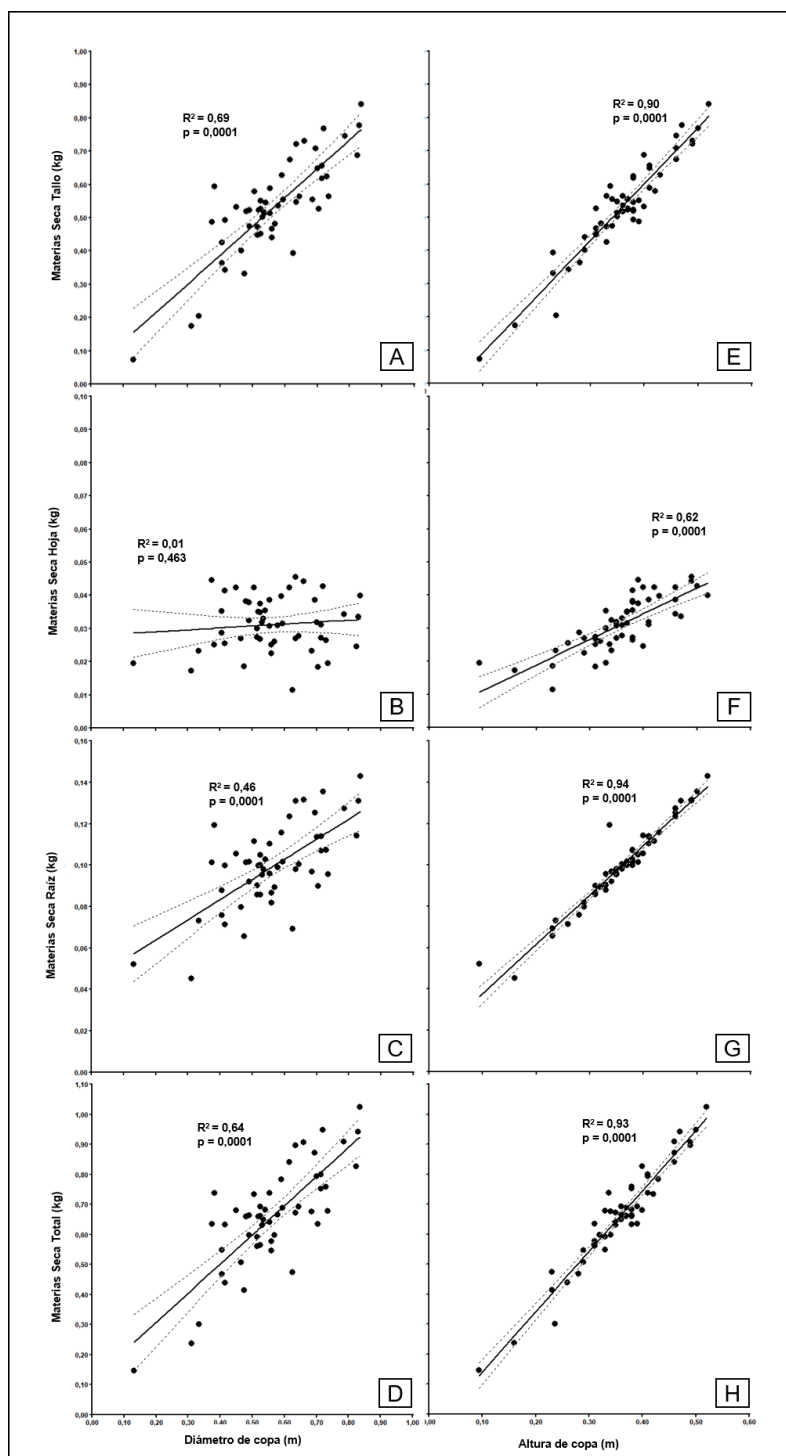 Materias Seca Tallo (kg)
1,00
0,90
0,80
0,70
0,60
0,50
0,40
0,30
0,20
0,10
0,00
R² = 0,69
p = 0,0001
A
R² = 0,90
p = 0,0001
E
Materias Seca Hoja (kg)
0,10
0,09
0,08
0,07
0,06
0,05
0,04
0,03
0,02
0,01
0,00
R² = 0,01
p = 0,463
B
R² = 0,62
p = 0,0001
F
Materias Seca Raíz (kg)
0,16
0,14
0,12
0,10
0,08
0,06
0,04
0,02
0,00
R² = 0,46
p = 0,0001
C
R² = 0,94
p = 0,0001
G
Materias Seca Total (kg)
1,10
1,00
0,90
0,80
0,70
0,60
0,50
0,40
0,30
0,20
0,10
0,00
R² = 0,64
p = 0,0001
D
R² = 0,93
p = 0,0001
H
0,00 0,10 0,20 0,30 0,40 0,50 0,60 0,70 0,80 0,90 1,00
Diámetro de copa (m)
0,00 0,10 0,20 0,30 0,40 0,50 0,60
Altura de copa (m)